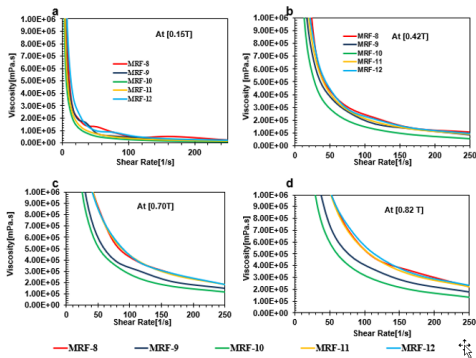 a
At [0.15T]
Viscosity[mPa.s]
1.00E+06
9.00E+05
8.00E+05
7.00E+05
6.00E+05
5.00E+05
4.00E+05
3.00E+05
2.00E+05
1.00E+05
0.00E+00
MRF-8
MRF-9
MRF-10
MRF-11
MRF-12
0 50 100 150 200
Shear Rate[1/s]
b
At [0.42T]
Viscosity[mPa.s]
1.00E+06
9.00E+05
8.00E+05
7.00E+05
6.00E+05
5.00E+05
4.00E+05
3.00E+05
2.00E+05
1.00E+05
0.00E+00
MRF-8
MRF-9
MRF-10
MRF-11
MRF-12
0 50 100 150 200 250
Shear Rate[1/s]
c
At [0.70T]
Viscosity[mPa.s]
1.00E+06
9.00E+05
8.00E+05
7.00E+05
6.00E+05
5.00E+05
4.00E+05
3.00E+05
2.00E+05
1.00E+05
0.00E+00
0 50 100 150 200 250
Shear Rate[1/s]
d
At [0.82 T]
Viscosity[mPa.s]
1.00E+06
9.00E+05
8.00E+05
7.00E+05
6.00E+05
5.00E+05
4.00E+05
3.00E+05
2.00E+05
1.00E+05
0.00E+00
0 50 100 150 200 250
Shear Rate[1/s]
MRF-8 MRF-9 MRF-10 MRF-11 MRF-12